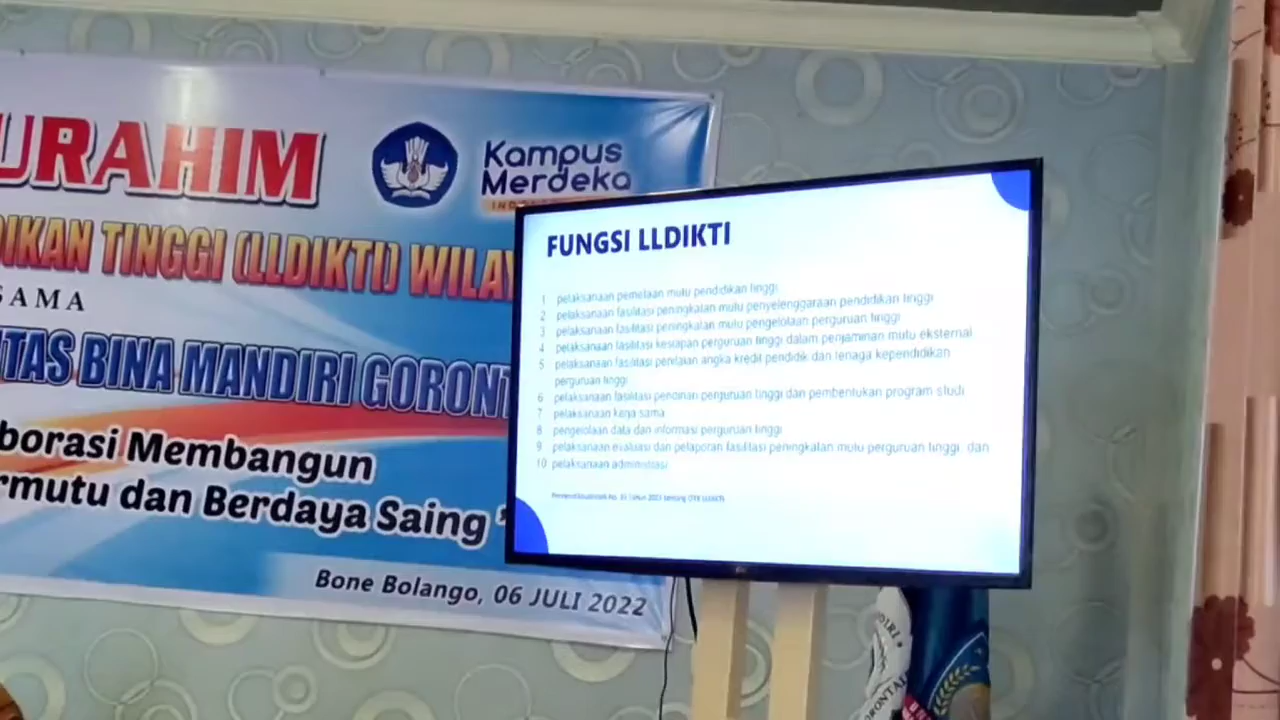 URAHIM
Kampus
Merdeka
DIKAN TINGGI (LLDIKTI) WILAY
SAMA
TAS BINA MANDIRI GORONT
borasi Membangun
rmutu dan Berdaya Saing "
Bone Bolango, 06 JULI 2022
FUNGSI LLDIKTI
1 pelaksanaan pemetaan mutu pendidikan tinggi
2 pelaksanaan fasilitasi peningkatan mutu penyelenggaraan pendidikan tinggi
3 pelaksanaan fasilitasi peningkatan mutu pengelolaan perguruan tinggi
4 pelaksanaan fasilitasi kesiapan perguruan tinggi dalam penjaminan mutu eksternal
5 pelaksanaan fasilitasi penilaian angka kredit pendidik dan tenaga kependidikan
perguruan tinggi
6 pelaksanaan fasilitasi pendirian perguruan tinggi dan pembentukan program studi
7 pelaksanaan kerja sama
8 pengelolaan data dan informasi perguruan tinggi
9 pelaksanaan evaluasi dan pelaporan fasilitasi peningkatan mutu perguruan tinggi, dan
10 pelaksanaan administrasi
GORONTAL